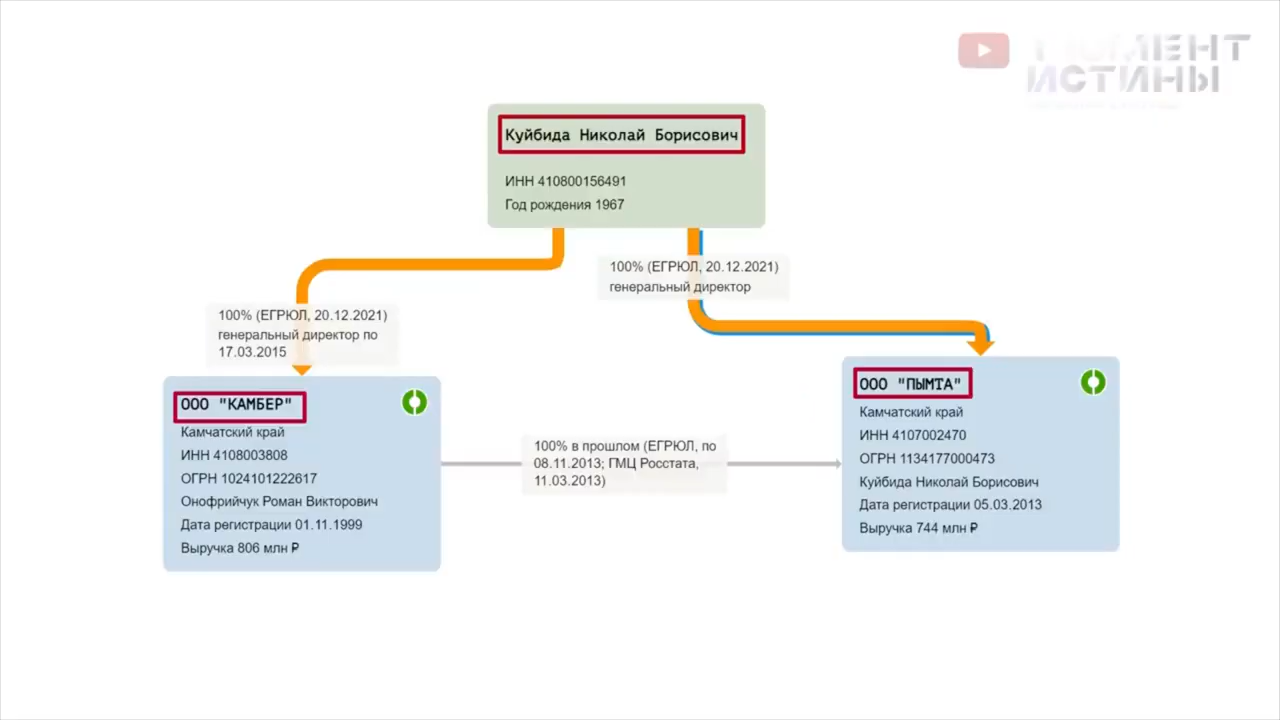 МОМЕНТ
ИСТИНЫ
Куйбида Николай Борисович
ИНН 410800156491
Год рождения 1967
100% (ЕГРЮЛ, 20.12.2021)
генеральный директор
100% (ЕГРЮЛ, 20.12.2021)
генеральный директор по
17.03.2015
ООО "КАМБЕР"
Камчатский край
ИНН 4108003808
ОГРН 1024101222617
Онофрийчук Роман Викторович
Дата регистрации 01.11.1999
Выручка 806 млн ₽
100% в прошлом (ЕГРЮЛ, по
08.11.2013; ГМЦ Росстата,
11.03.2013)
ООО "ПЫМТА"
Камчатский край
ИНН 4107002470
ОГРН 1134177000473
Куйбида Николай Борисович
Дата регистрации 05.03.2013
Выручка 744 млн ₽